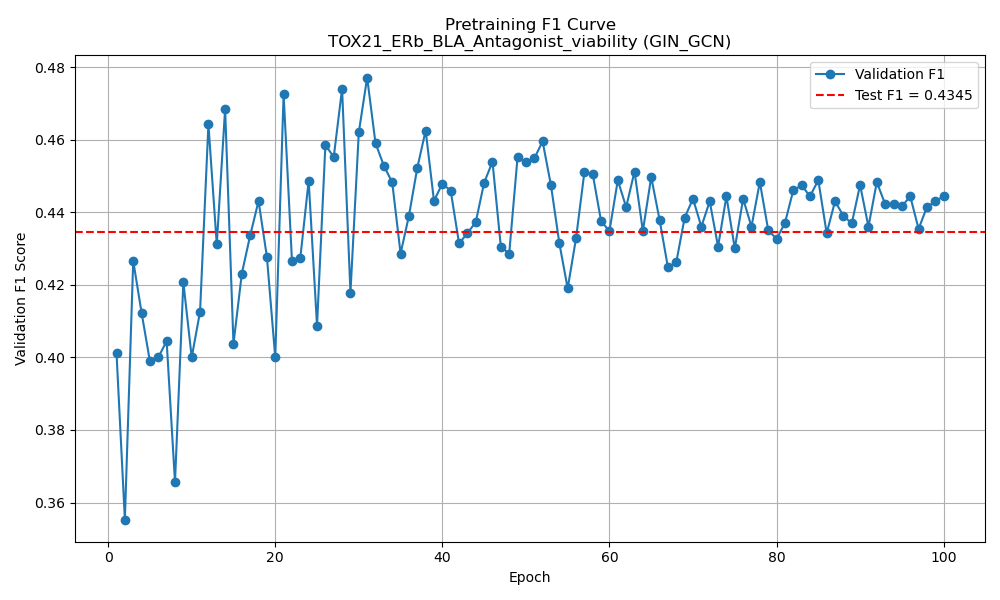 Pretraining F1 Curve
TOX21_ERb_BLA_Antagonist_viability (GIN_GCN)
Validation F1
Test F1 = 0.4345
Validation F1 Score
0.48
0.46
0.44
0.42
0.40
0.38
0.36
0 20 40 60 80 100
Epoch